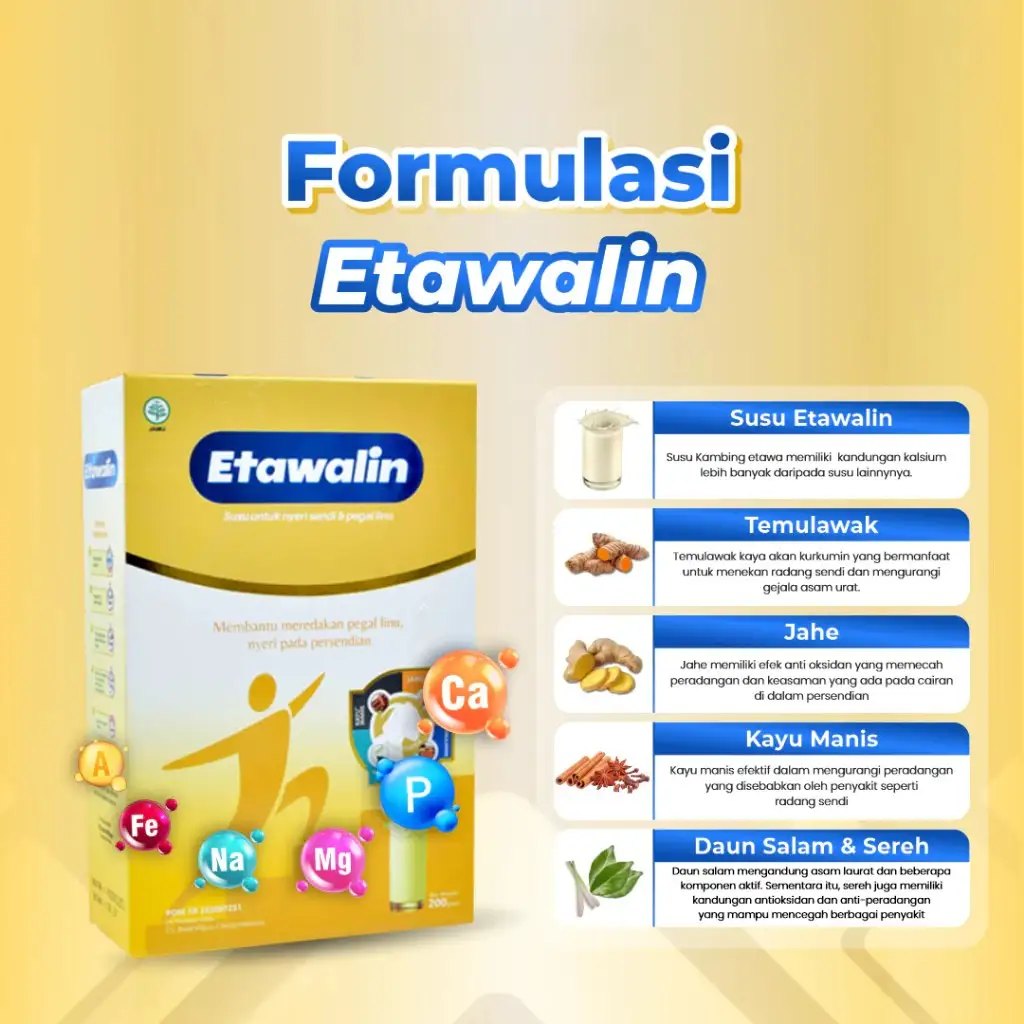 Formulasi
Etawalin
JAMU
Etawalin
Susu untuk nyeri sendi & pegal linu
Membantu meredakan pegal linu,
nyeri pada persendian
Ca
A
P
Fe
Na
Mg
200
Susu Etawalin
Susu Kambing etawa memiliki kandungan kalsium
lebih banyak daripada susu lainnynya.
Temulawak
Temulawak kaya akan kurkumin yang bermanfaat
untuk menekan radang sendi dan mengurangi
gejala asam urat.
Jahe
Jahe memiliki efek anti oksidan yang memecah
peradangan dan keasaman yang ada pada cairan
di dalam persendian
Kayu Manis
Kayu manis efektif dalam mengurangi peradangan
yang disebabkan oleh penyakit seperti
radang sendi
Daun Salam & Sereh
Daun salam mengandung asam laurat dan beberapa
komponen aktif. Sementara itu, sereh juga memiliki
kandungan antioksidan dan anti-peradangan
yang mampu mencegah berbagai penyakit